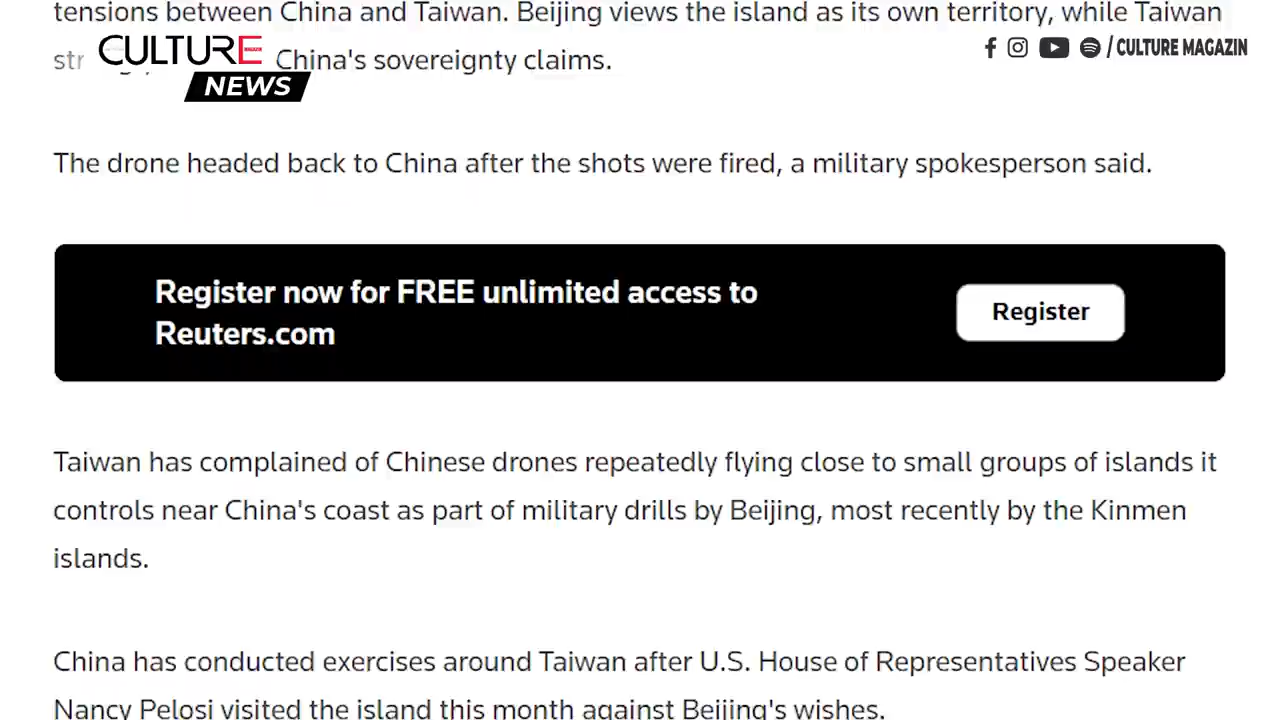 tensions between China and Taiwan. Beijing views the island as its own territory, while Taiwan
China's sovereignty claims.
CULTURE
NEWS
/ CULTURE MAGAZIN
The drone headed back to China after the shots were fired, a military spokesperson said.
Register now for FREE unlimited access to
Reuters.com
Register
Taiwan has complained of Chinese drones repeatedly flying close to small groups of islands it
controls near China's coast as part of military drills by Beijing, most recently by the Kinmen
islands.
China has conducted exercises around Taiwan after U.S. House of Representatives Speaker
Nancy Pelosi visited the island this month against Beijing's wishes.